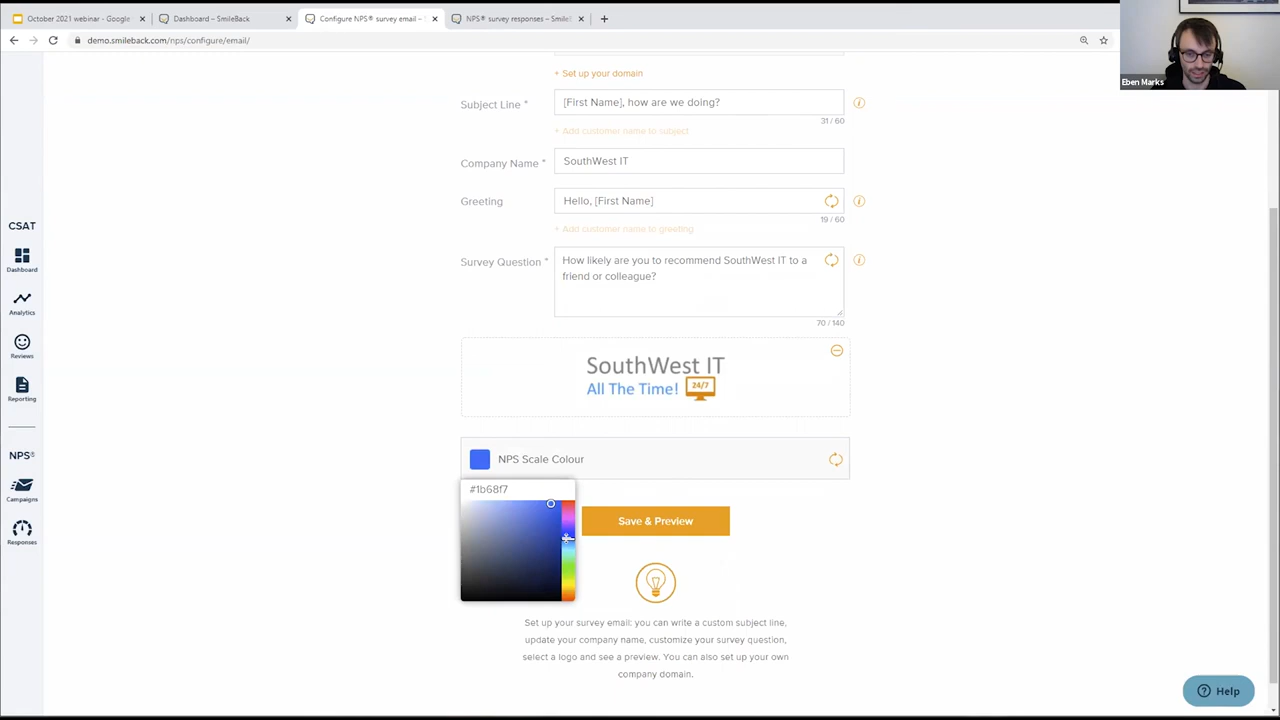 October 2021 webinar - Google
Dashboard – SmileBack
Configure NPS® survey email –
NPS® survey responses – SmileB
demo.smileback.com/nps/configure/email/
Eben Marks
+ Set up your domain
Subject Line *
[First Name], how are we doing?
31 / 60
+ Add customer name to subject
Company Name *
SouthWest IT
Greeting
Hello, [First Name]
19 / 60
+ Add customer name to greeting
Survey Question *
How likely are you to recommend SouthWest IT to a
friend or colleague?
70 / 140
SouthWest IT
All The Time!
24/7
NPS Scale Colour
#1b68f7
Save & Preview
Set up your survey email: you can write a custom subject line,
update your company name, customize your survey question,
select a logo and see a preview. You can also set up your own
company domain.
CSAT
Dashboard
Analytics
Reviews
Reporting
NPS®
Campaigns
Responses
Help